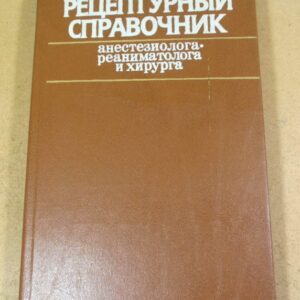 РЕЦЕПТУРНЫЙ
СПРАВОЧНИК
анестезиолога-
реаниматолога
и хирурга